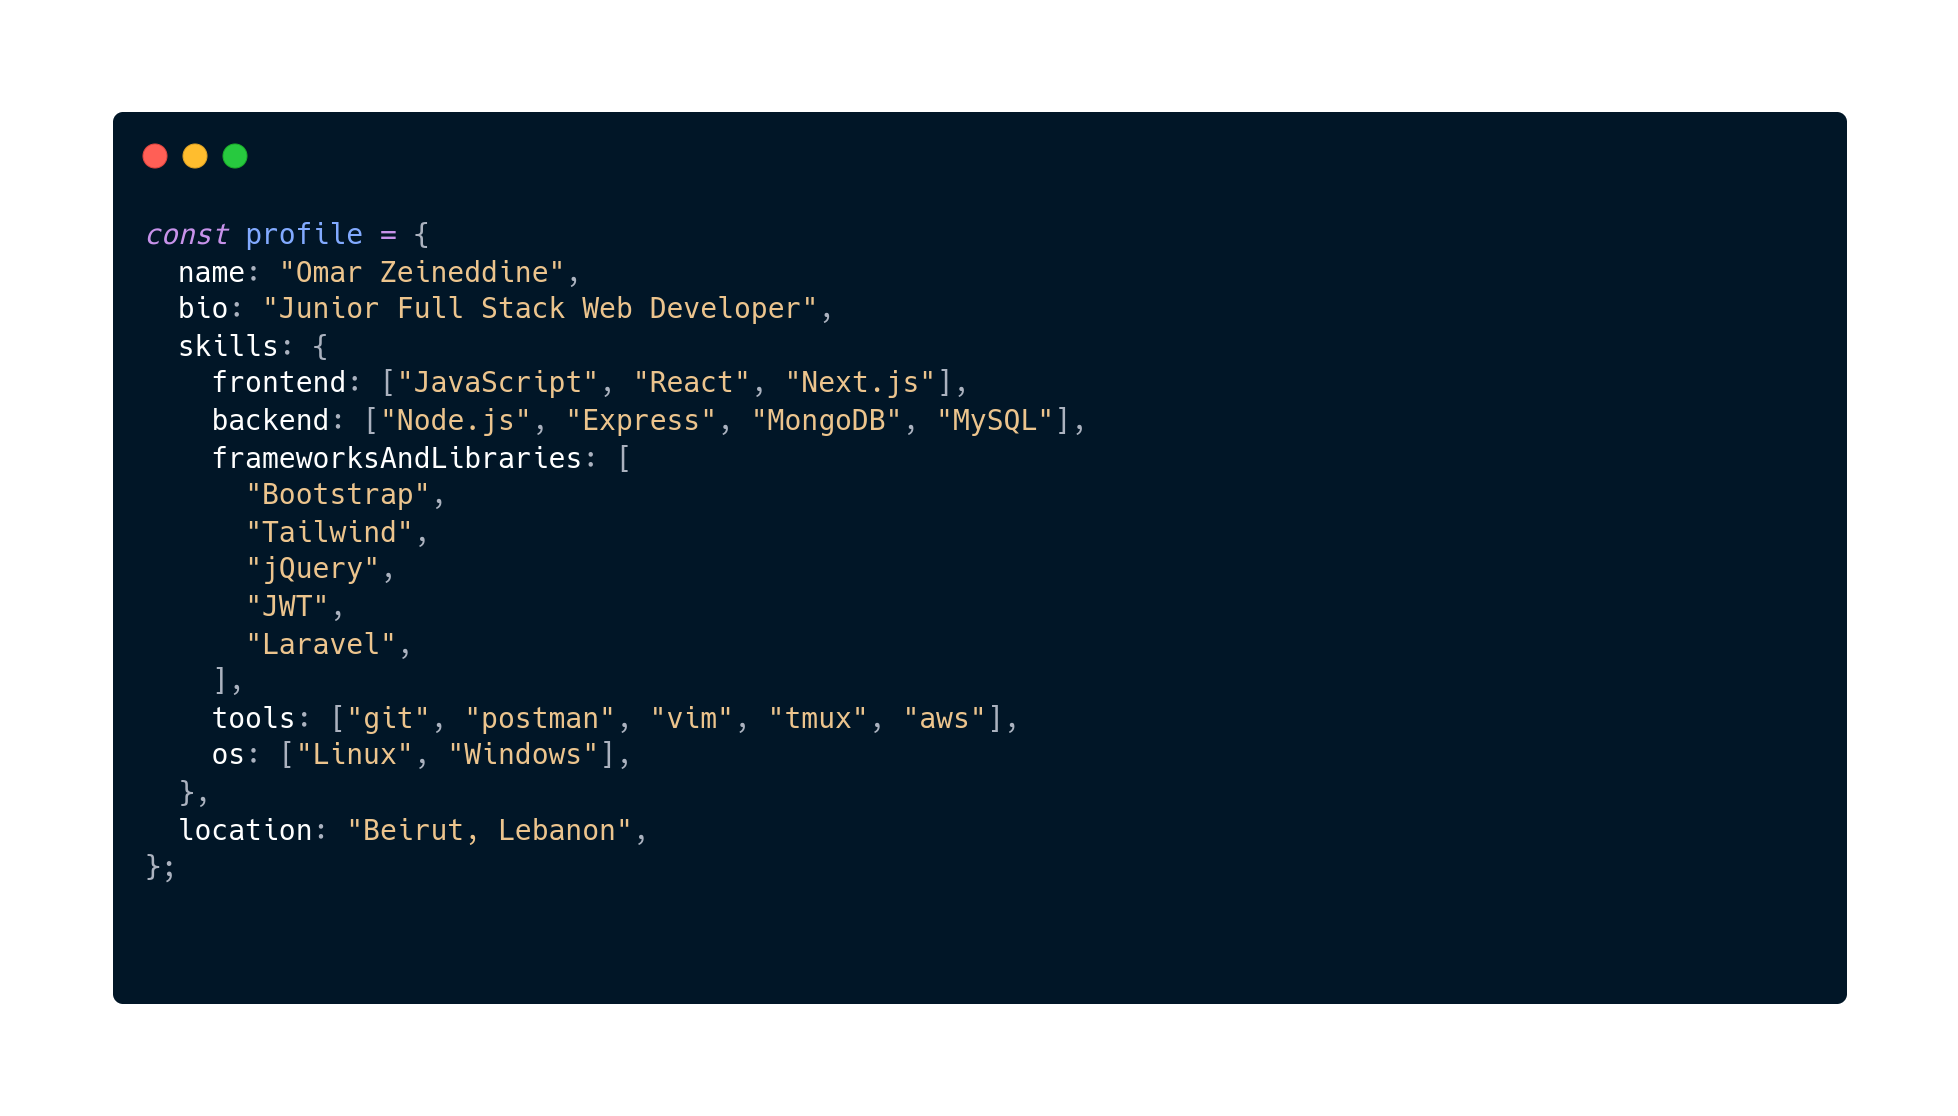 const profile = {
  name: "Omar Zeineddine",
  bio: "Junior Full Stack Web Developer",
  skills: {
    frontend: ["JavaScript", "React", "Next.js"],
    backend: ["Node.js", "Express", "MongoDB", "MySQL"],
    frameworksAndLibraries: [
      "Bootstrap",
      "Tailwind",
      "jQuery",
      "JWT",
      "Laravel",
    ],
    tools: ["git", "postman", "vim", "tmux", "aws"],
    os: ["Linux", "Windows"],
  },
  location: "Beirut, Lebanon",
};